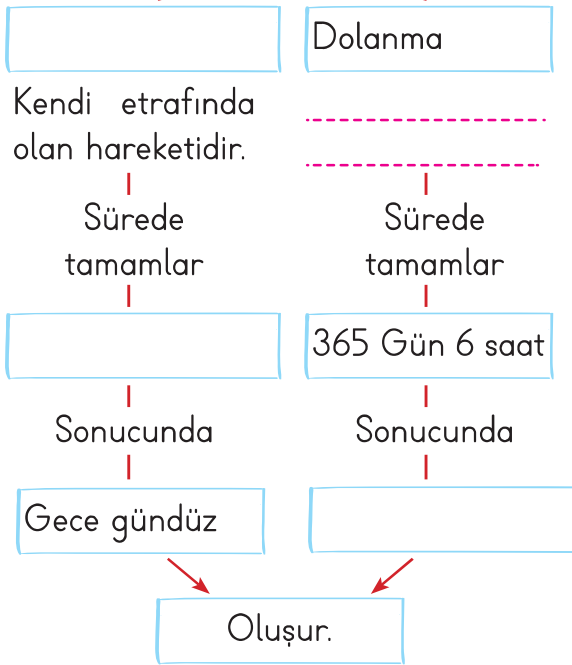 Dolanma
Kendi etrafında
olan hareketidir.
Sürede
tamamlar
Sürede
tamamlar
365 Gün 6 saat
Sonucunda
Sonucunda
Gece gündüz
Oluşur.